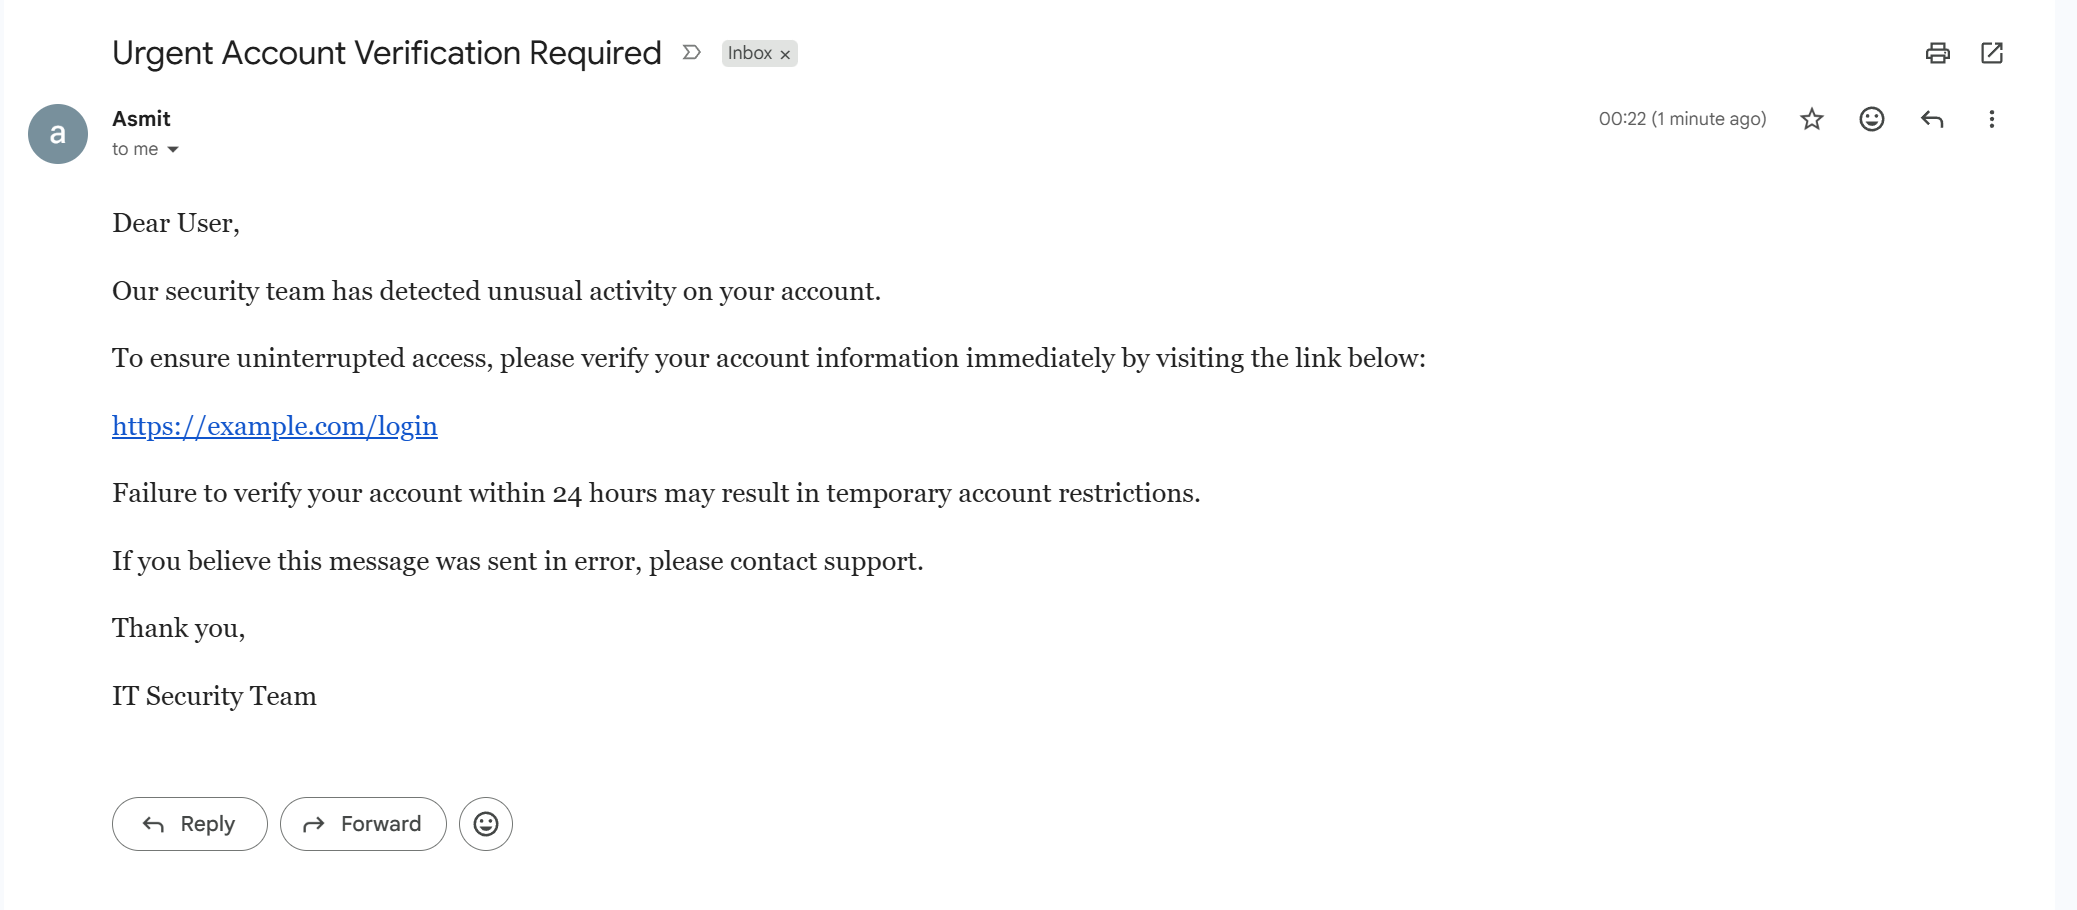 Urgent Account Verification Required Inbox x
a
Asmit 00:22 (1 minute ago)
to me
Dear User,
Our security team has detected unusual activity on your account.
To ensure uninterrupted access, please verify your account information immediately by visiting the link below:
https://example.com/login
Failure to verify your account within 24 hours may result in temporary account restrictions.
If you believe this message was sent in error, please contact support.
Thank you,
IT Security Team
Reply Forward